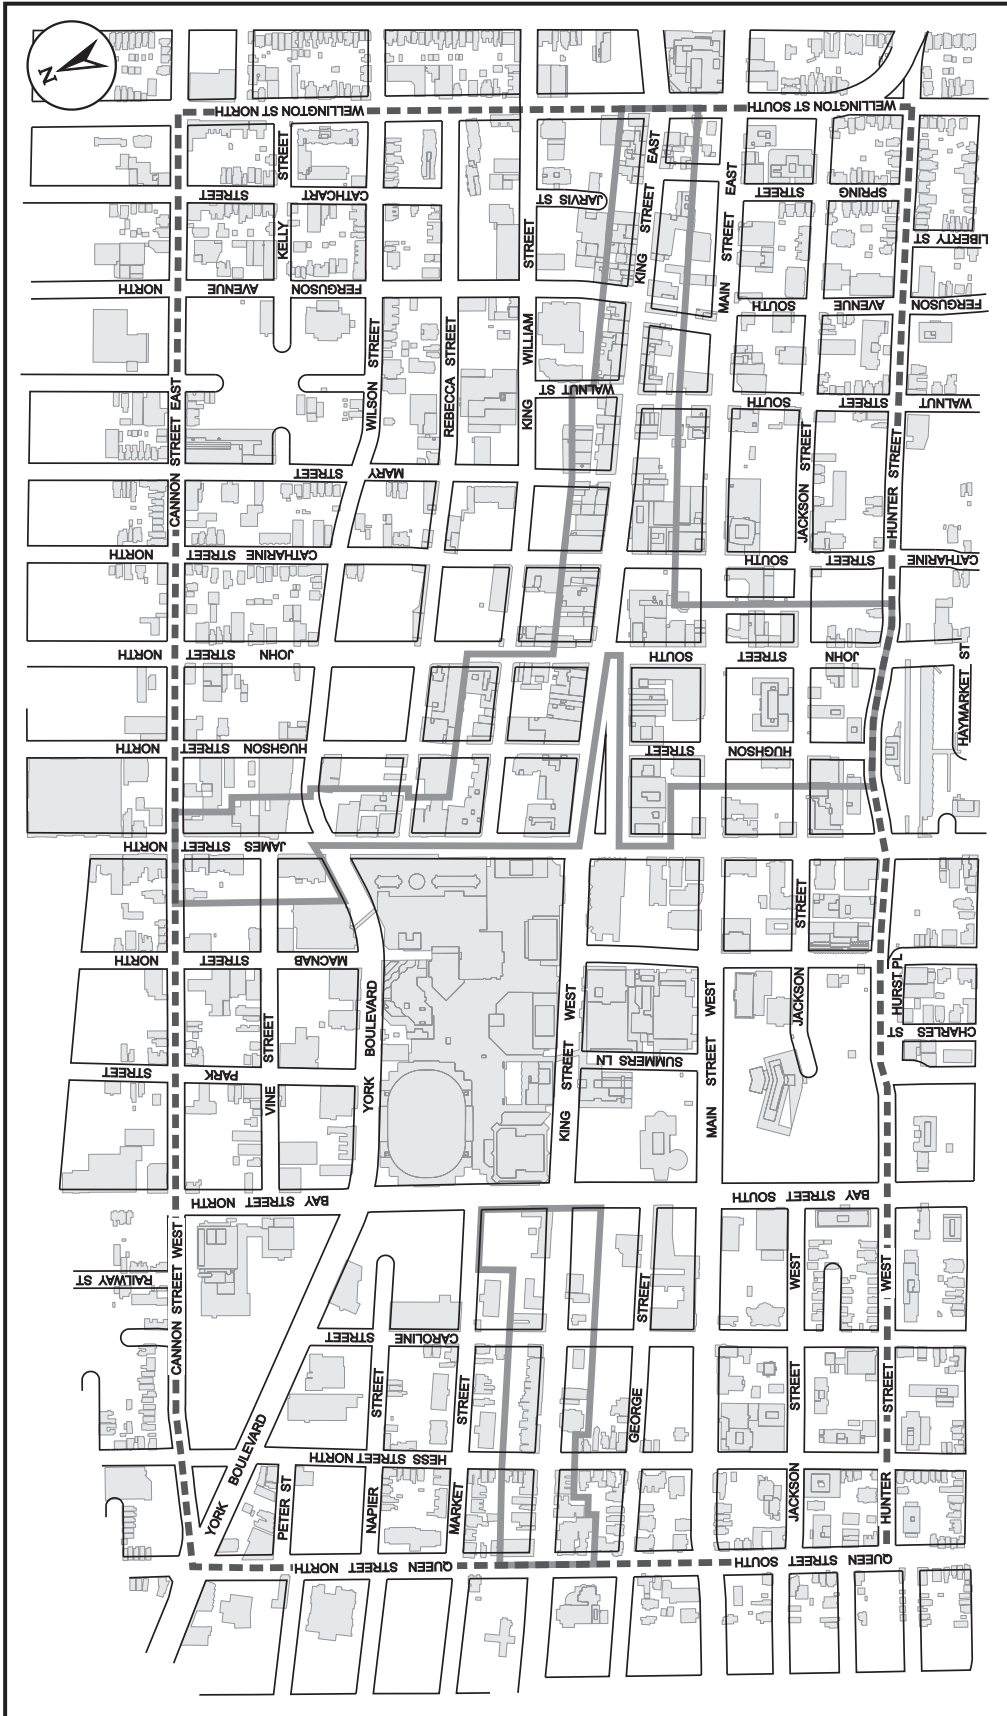 N
WELLINGTON ST NORTH
WELLINGTON ST SOUTH
STREET
KELLY
CATHCART
STREET
JARVIS ST
EAST
STREET
KING
EAST
STREET
MAIN
SPRING
STREET
LIBERTY ST
FERGUSON
AVENUE
NORTH
FERGUSON
AVENUE
SOUTH
STREET
WILLIAM
KING
STREET
WILSON
STREET
REBECCA
WALNUT ST
WALNUT
STREET
SOUTH
CANNON STREET EAST
MARY
STREET
STREET
JACKSON
STREET
HUNTER
CATHARINE STREET
NORTH
CATHARINE
STREET
SOUTH
JOHN STREET
NORTH
JOHN
STREET
SOUTH
HAYMARKET ST
HUGHSON STREET
NORTH
HUGHSON
STREET
JAMES STREET
NORTH
STREET
JACKSON
MACNAB
STREET
NORTH
HURST PL
CHARLES ST
BOULEVARD
YORK
WEST
STREET
KING
SUMMERS LN
WEST
STREET
MAIN
STREET
VINE
PARK
STREET
BAY STREET NORTH
BAY STREET SOUTH
RAILWAY ST
CANNON STREET WEST
CAROLINE
STREET
STREET
GEORGE
WEST
STREET
JACKSON
WEST
STREET
HUNTER
STREET
NAPIER
STREET
MARKET
HESS STREET NORTH
BOULEVARD
YORK
PETER ST
QUEEN STREET NORTH
QUEEN STREET SOUTH